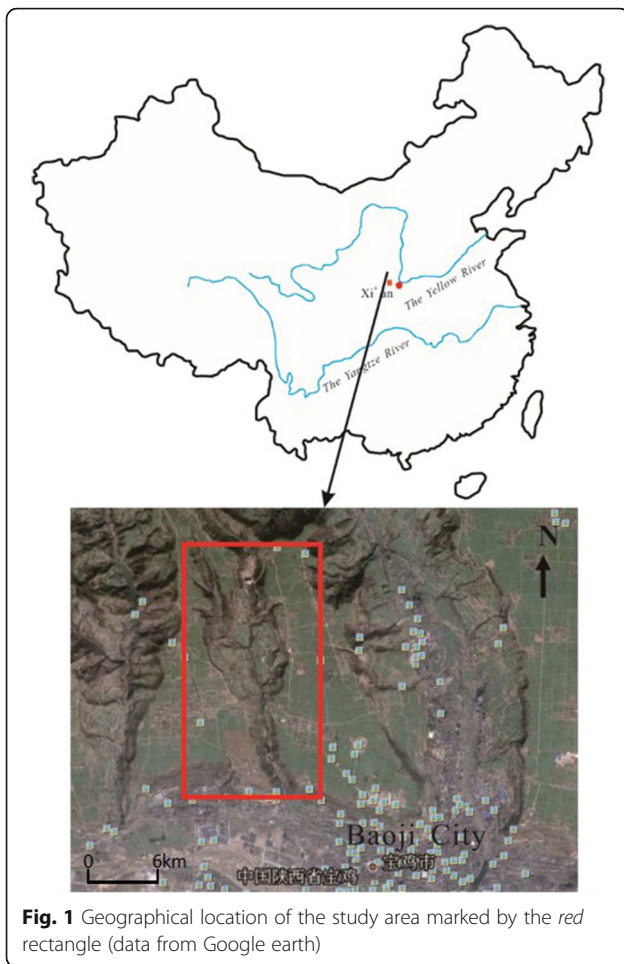 Xi' an
The Yellow River
The Yangtze River
N
Baoji City
宝鸡市
0 6km
中国陕西省宝鸡
Fig. 1 Geographical location of the study area marked by the red
rectangle (data from Google earth)